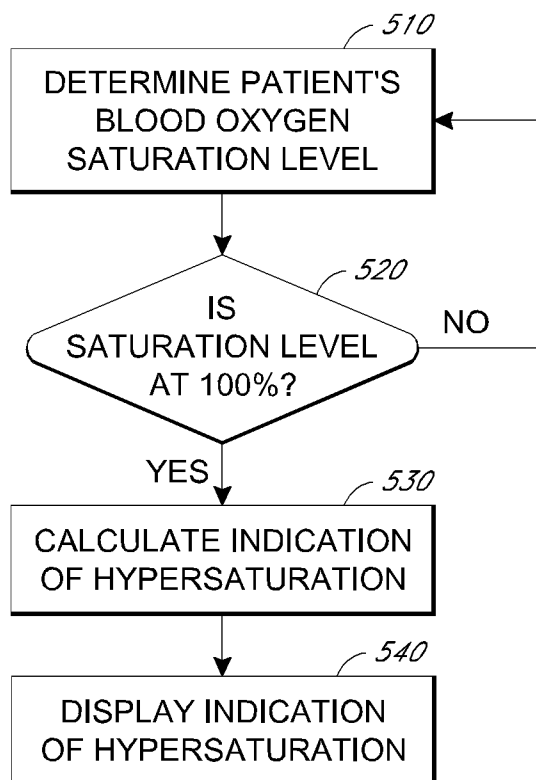 510
DETERMINE PATIENT'S
BLOOD OXYGEN
SATURATION LEVEL
520
IS
SATURATION LEVEL
AT 100%?
NO
YES
530
CALCULATE INDICATION
OF HYPERSATURATION
540
DISPLAY INDICATION
OF HYPERSATURATION